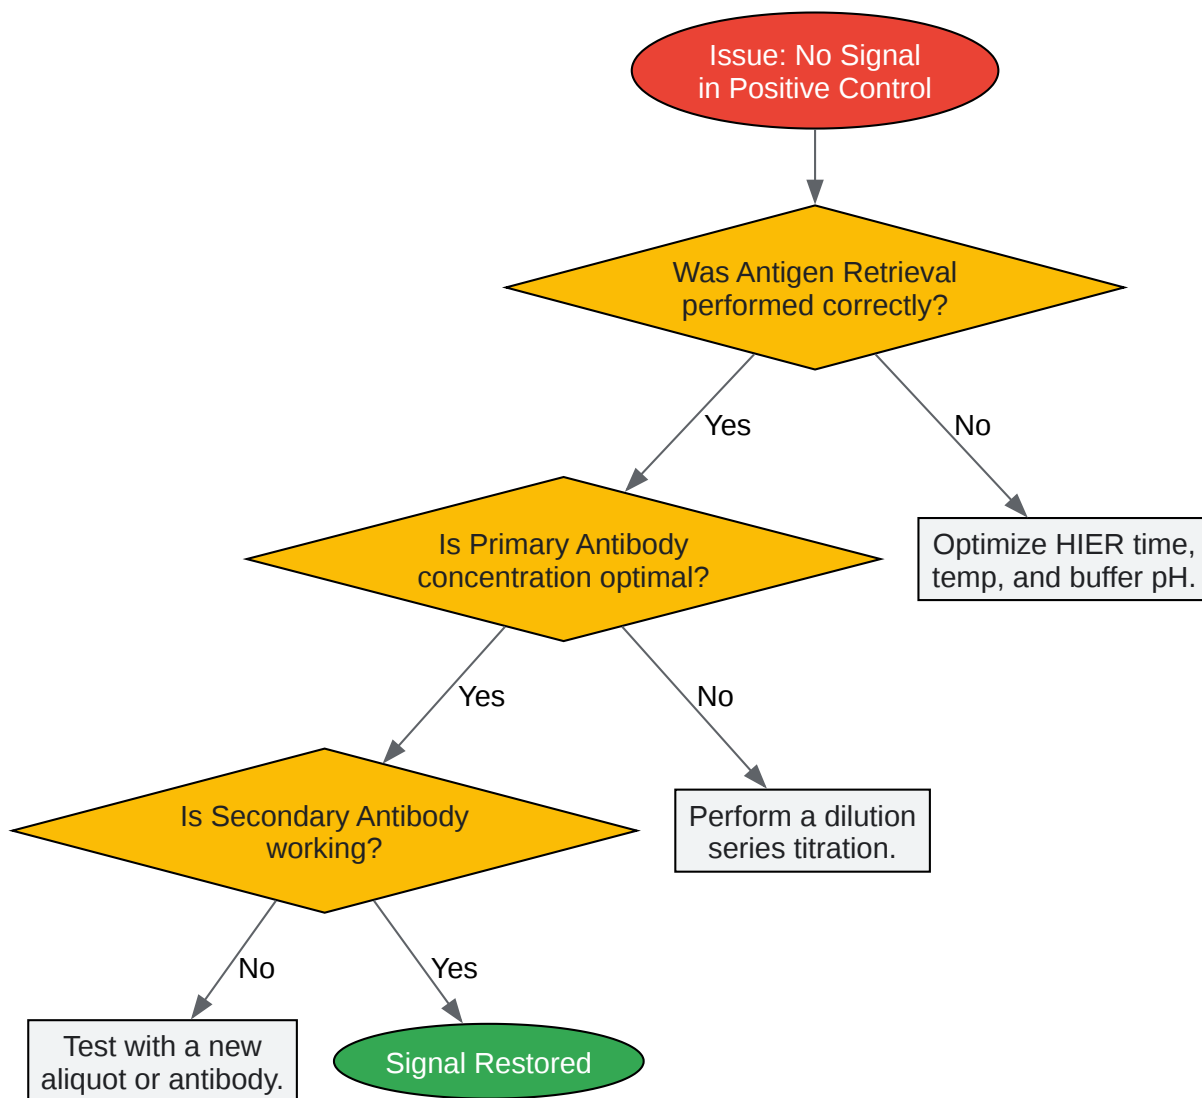 Issue: No Signal
in Positive Control
Was Antigen Retrieval
performed correctly?
Yes
No
Is Primary Antibody
concentration optimal?
Optimize HIER time,
temp, and buffer pH.
Yes
No
Is Secondary Antibody
working?
Perform a dilution
series titration.
No
Yes
Test with a new
aliquot or antibody.
Signal Restored